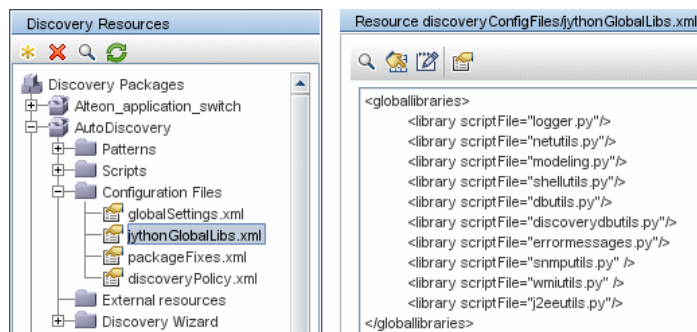 Discovery Resources
Discovery Packages
Alteon_application_switch
AutoDiscovery
Patterns
Scripts
Configuration Files
globalSettings.xml
jythonGlobalLibs.xml
packageFixes.xml
discoveryPolicy.xml
External resources
Discovery Wizard
Resource discoveryConfigFiles/jythonGlobalLibs.xml
<globallibraries>
<library scriptFile="logger.py"/>
<library scriptFile="netutils.py"/>
<library scriptFile="modeling.py"/>
<library scriptFile="shellutils.py"/>
<library scriptFile="dbutils.py"/>
<library scriptFile="discoverydbutils.py"/>
<library scriptFile="errormessages.py"/>
<library scriptFile="snmputils.py" />
<library scriptFile="wmiutils.py" />
<library scriptFile="j2eeutils.py"/>
</globallibraries>